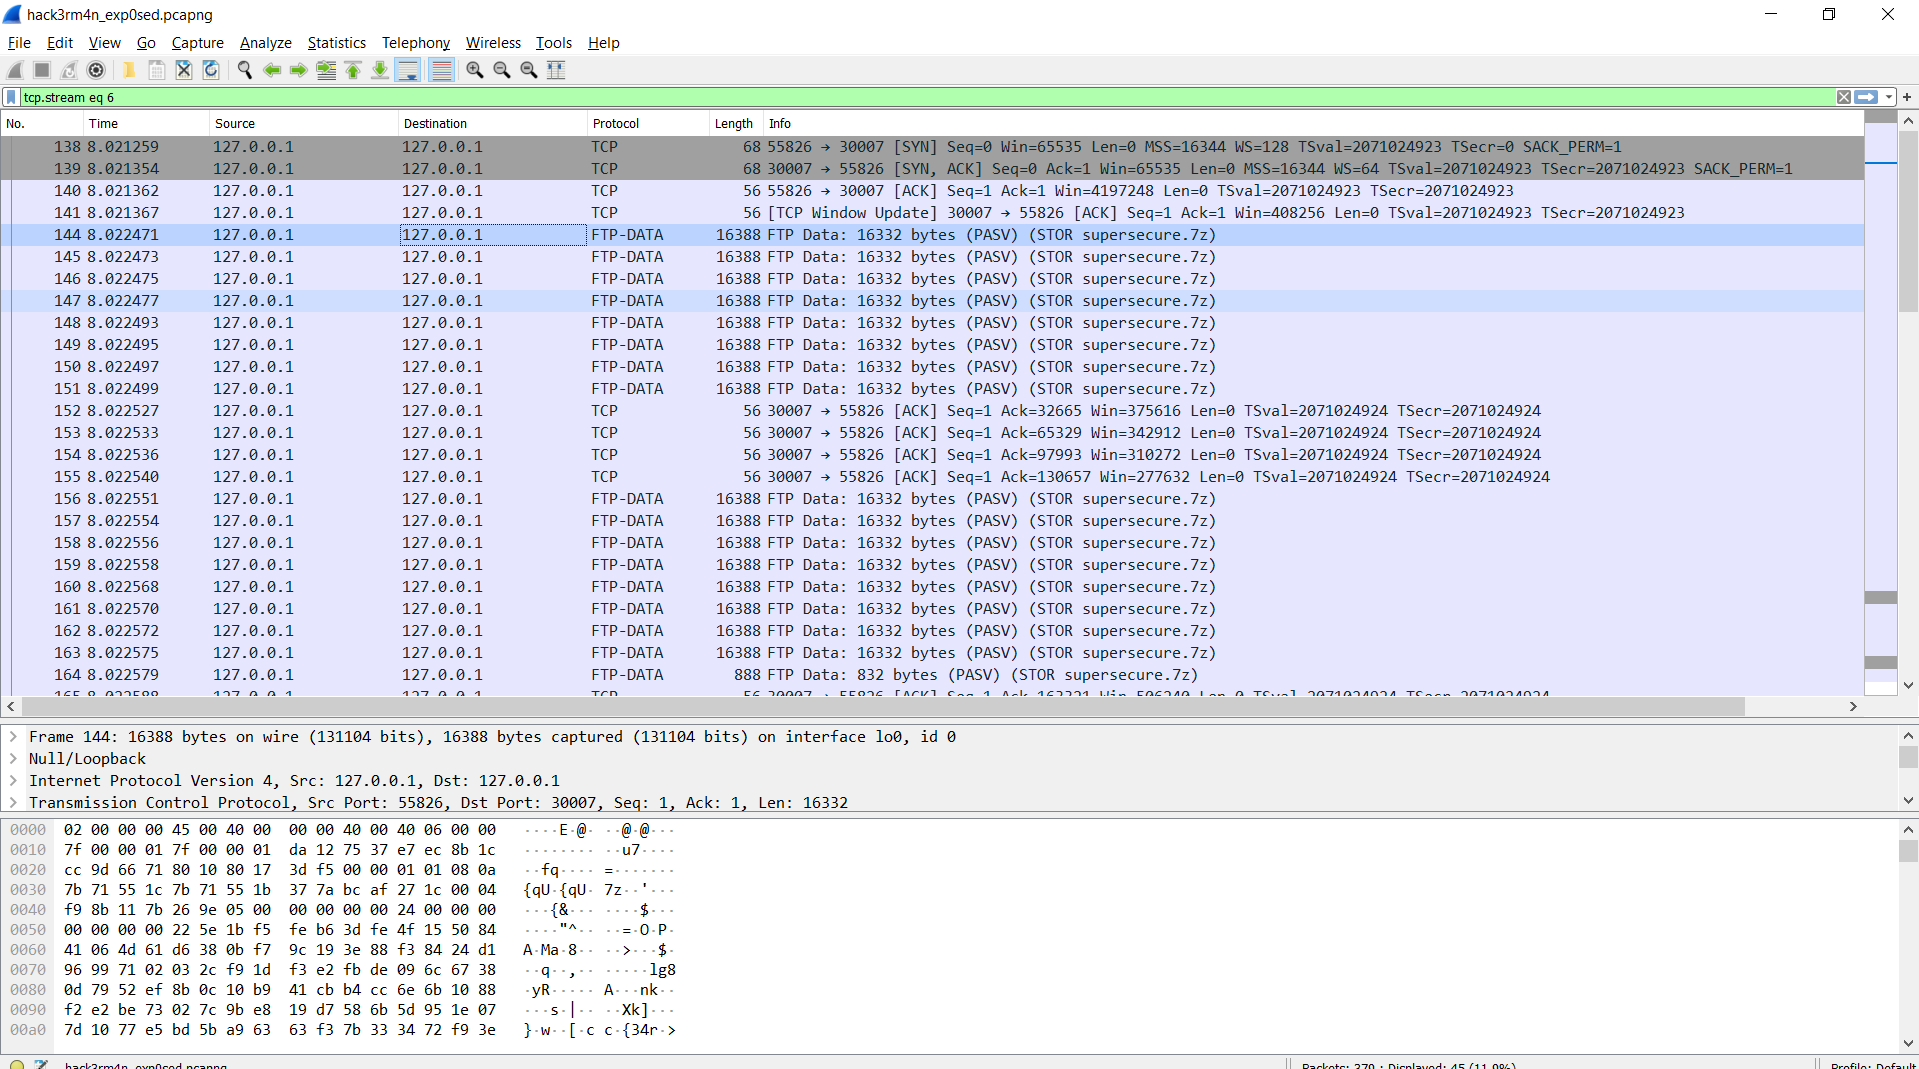 hack3rm4n_exp0sed.pcapng
File Edit View Go Capture Analyze Statistics Telephony Wireless Tools Help
tcp.stream eq 6
No. Time Source Destination Protocol Length Info
138 8.021259 127.0.0.1 127.0.0.1 TCP 68 55826 → 30007 [SYN] Seq=0 Win=65535 Len=0 MSS=16344 WS=128 TSval=2071024923 TSecr=0 SACK_PERM=1
139 8.021354 127.0.0.1 127.0.0.1 TCP 68 30007 → 55826 [SYN, ACK] Seq=0 Ack=1 Win=65535 Len=0 MSS=16344 WS=64 TSval=2071024923 TSecr=2071024923 SACK_PERM=1
140 8.021362 127.0.0.1 127.0.0.1 TCP 56 55826 → 30007 [ACK] Seq=1 Ack=1 Win=4197248 Len=0 TSval=2071024923 TSecr=2071024923
141 8.021367 127.0.0.1 127.0.0.1 TCP 56 [TCP Window Update] 30007 → 55826 [ACK] Seq=1 Ack=1 Win=408256 Len=0 TSval=2071024923 TSecr=2071024923
144 8.022471 127.0.0.1 127.0.0.1 FTP-DATA 16388 FTP Data: 16332 bytes (PASV) (STOR supersecure.7z)
145 8.022473 127.0.0.1 127.0.0.1 FTP-DATA 16388 FTP Data: 16332 bytes (PASV) (STOR supersecure.7z)
146 8.022475 127.0.0.1 127.0.0.1 FTP-DATA 16388 FTP Data: 16332 bytes (PASV) (STOR supersecure.7z)
147 8.022477 127.0.0.1 127.0.0.1 FTP-DATA 16388 FTP Data: 16332 bytes (PASV) (STOR supersecure.7z)
148 8.022493 127.0.0.1 127.0.0.1 FTP-DATA 16388 FTP Data: 16332 bytes (PASV) (STOR supersecure.7z)
149 8.022495 127.0.0.1 127.0.0.1 FTP-DATA 16388 FTP Data: 16332 bytes (PASV) (STOR supersecure.7z)
150 8.022497 127.0.0.1 127.0.0.1 FTP-DATA 16388 FTP Data: 16332 bytes (PASV) (STOR supersecure.7z)
151 8.022499 127.0.0.1 127.0.0.1 FTP-DATA 16388 FTP Data: 16332 bytes (PASV) (STOR supersecure.7z)
152 8.022527 127.0.0.1 127.0.0.1 TCP 56 30007 → 55826 [ACK] Seq=1 Ack=32665 Win=375616 Len=0 TSval=2071024924 TSecr=2071024924
153 8.022533 127.0.0.1 127.0.0.1 TCP 56 30007 → 55826 [ACK] Seq=1 Ack=65329 Win=342912 Len=0 TSval=2071024924 TSecr=2071024924
154 8.022536 127.0.0.1 127.0.0.1 TCP 56 30007 → 55826 [ACK] Seq=1 Ack=97993 Win=310272 Len=0 TSval=2071024924 TSecr=2071024924
155 8.022540 127.0.0.1 127.0.0.1 TCP 56 30007 → 55826 [ACK] Seq=1 Ack=130657 Win=277632 Len=0 TSval=2071024924 TSecr=2071024924
156 8.022551 127.0.0.1 127.0.0.1 FTP-DATA 16388 FTP Data: 16332 bytes (PASV) (STOR supersecure.7z)
157 8.022554 127.0.0.1 127.0.0.1 FTP-DATA 16388 FTP Data: 16332 bytes (PASV) (STOR supersecure.7z)
158 8.022556 127.0.0.1 127.0.0.1 FTP-DATA 16388 FTP Data: 16332 bytes (PASV) (STOR supersecure.7z)
159 8.022558 127.0.0.1 127.0.0.1 FTP-DATA 16388 FTP Data: 16332 bytes (PASV) (STOR supersecure.7z)
160 8.022568 127.0.0.1 127.0.0.1 FTP-DATA 16388 FTP Data: 16332 bytes (PASV) (STOR supersecure.7z)
161 8.022570 127.0.0.1 127.0.0.1 FTP-DATA 16388 FTP Data: 16332 bytes (PASV) (STOR supersecure.7z)
162 8.022572 127.0.0.1 127.0.0.1 FTP-DATA 16388 FTP Data: 16332 bytes (PASV) (STOR supersecure.7z)
163 8.022575 127.0.0.1 127.0.0.1 FTP-DATA 16388 FTP Data: 16332 bytes (PASV) (STOR supersecure.7z)
164 8.022579 127.0.0.1 127.0.0.1 FTP-DATA 888 FTP Data: 832 bytes (PASV) (STOR supersecure.7z)
165 8.022588 127.0.0.1 127.0.0.1 TCP 56 30007 → 55826 [ACK] Seq=1 Ack=163321 Win=506240 Len=0 TSval=2071024924 TSecr=2071024924
Frame 144: 16388 bytes on wire (131104 bits), 16388 bytes captured (131104 bits) on interface lo0, id 0
Null/Loopback
Internet Protocol Version 4, Src: 127.0.0.1, Dst: 127.0.0.1
Transmission Control Protocol, Src Port: 55826, Dst Port: 30007, Seq: 1, Ack: 1, Len: 16332
0000 02 00 00 00 45 00 40 00 00 00 40 00 40 06 00 00 ····E·@· ··@·@···
0010 7f 00 00 01 7f 00 00 01 da 12 75 37 e7 ec 8b 1c ········ ··u7····
0020 cc 9d 66 71 80 10 80 17 3d f5 00 00 01 01 08 0a ··fq···· =·······
0030 7b 71 55 1c 7b 71 55 1b 37 7a bc af 27 1c 00 04 {qU·{qU· 7z··'···
0040 f9 8b 11 7b 26 9e 05 00 00 00 00 00 24 00 00 00 ···{&··· ····$···
0050 00 00 00 00 22 5e 1b f5 fe b6 3d fe 4f 15 50 84 ····"^·· ··=·O·P·
0060 41 06 4d 61 d6 38 0b f7 9c 19 3e 88 f3 84 24 d1 A·Ma·8·· ··>···$·
0070 96 99 71 02 03 2c f9 1d f3 e2 fb de 09 6c 67 38 ··q··,·· ·····lg8
0080 0d 79 52 ef 8b 0c 10 b9 41 cb b4 cc 6e 6b 10 88 ·yR····· A···nk··
0090 f2 e2 be 73 02 7c 9b e8 19 d7 58 6b 5d 95 1e 07 ···s·|·· ··Xk]···
00a0 7d 10 77 e5 bd 5b a9 63 63 f3 7b 33 34 72 f9 3e }·w··[·c c·{34r·>
hack3rm4n_exp0sed.pcapng Packets: 379 · Displayed: 45 (11.9%) Profile: Default